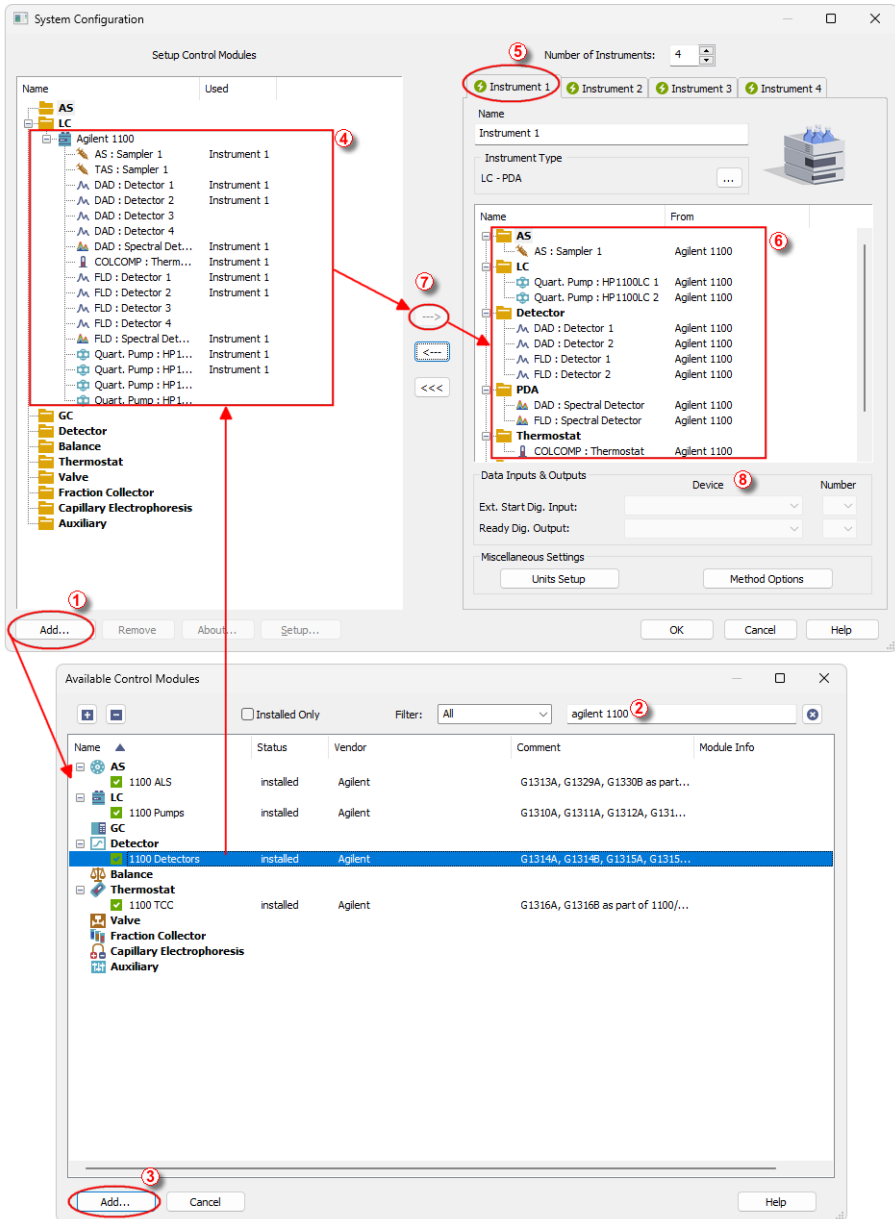 System Configuration
Setup Control Modules
⑤ Number of Instruments: 4
Name Used
AS
LC
Agilent 1100 ④
AS : Sampler 1 Instrument 1
TAS : Sampler 1
DAD : Detector 1 Instrument 1
DAD : Detector 2 Instrument 1
DAD : Detector 3
DAD : Detector 4
DAD : Spectral Det... Instrument 1
COLCOMP : Therm... Instrument 1
FLD : Detector 1 Instrument 1
FLD : Detector 2 Instrument 1
FLD : Detector 3
FLD : Detector 4
FLD : Spectral Det... Instrument 1
Quart. Pump : HP1... Instrument 1
Quart. Pump : HP1... Instrument 1
Quart. Pump : HP1...
Quart. Pump : HP1...
GC
Detector
Balance
Thermostat
Valve
Fraction Collector
Capillary Electrophoresis
Auxiliary
①
Add... Remove About... Setup...
⑦
--->
<---
<<<
Instrument 1 Instrument 2 Instrument 3 Instrument 4
Name
Instrument 1
Instrument Type
LC - PDA ...
Name From
AS ⑥
AS : Sampler 1 Agilent 1100
LC
Quart. Pump : HP1100LC 1 Agilent 1100
Quart. Pump : HP1100LC 2 Agilent 1100
Detector
DAD : Detector 1 Agilent 1100
DAD : Detector 2 Agilent 1100
FLD : Detector 1 Agilent 1100
FLD : Detector 2 Agilent 1100
PDA
DAD : Spectral Detector Agilent 1100
FLD : Spectral Detector Agilent 1100
Thermostat
COLCOMP : Thermostat Agilent 1100
Data Inputs & Outputs
Device ⑧ Number
Ext. Start Dig. Input:
Ready Dig. Output:
Miscellaneous Settings
Units Setup Method Options
OK Cancel Help
Available Control Modules
Installed Only Filter: All agilent 1100 ②
Name Status Vendor Comment Module Info
AS
1100 ALS installed Agilent G1313A, G1329A, G1330B as part...
LC
1100 Pumps installed Agilent G1310A, G1311A, G1312A, G131...
GC
Detector
1100 Detectors installed Agilent G1314A, G1314B, G1315A, G1315...
Balance
Thermostat
1100 TCC installed Agilent G1316A, G1316B as part of 1100/...
Valve
Fraction Collector
Capillary Electrophoresis
Auxiliary
③
Add... Cancel Help